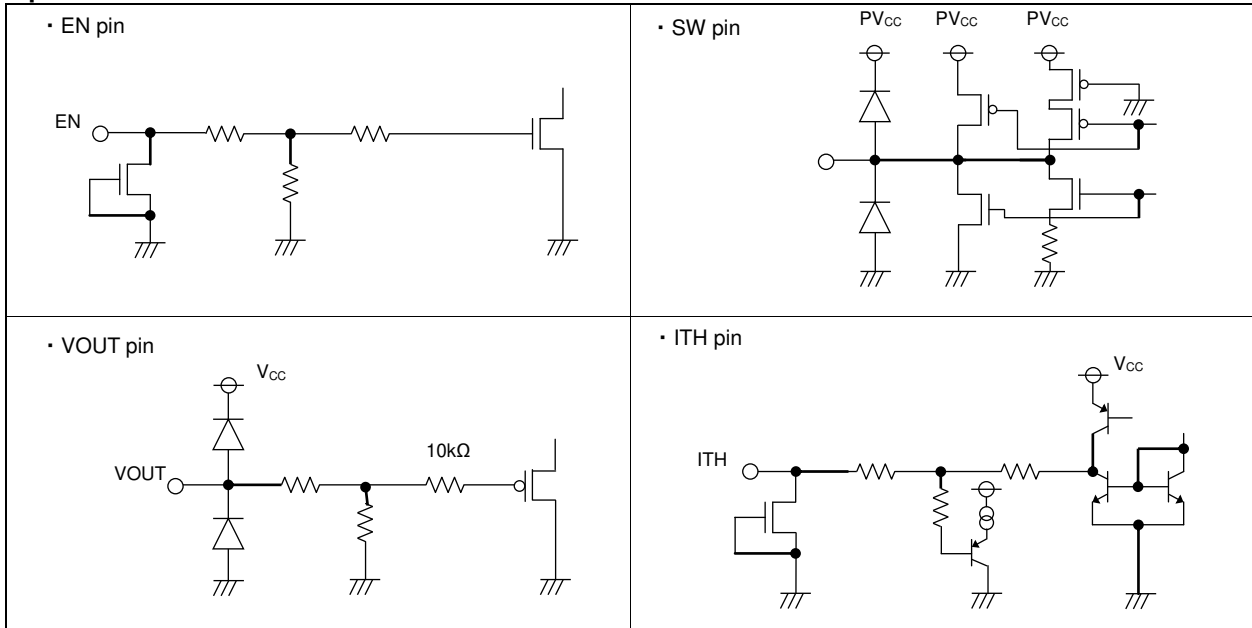 ・EN pin
EN
・SW pin
PVCC PVCC PVCC
・VOUT pin
VCC
10kΩ
VOUT
・ITH pin
VCC
ITH